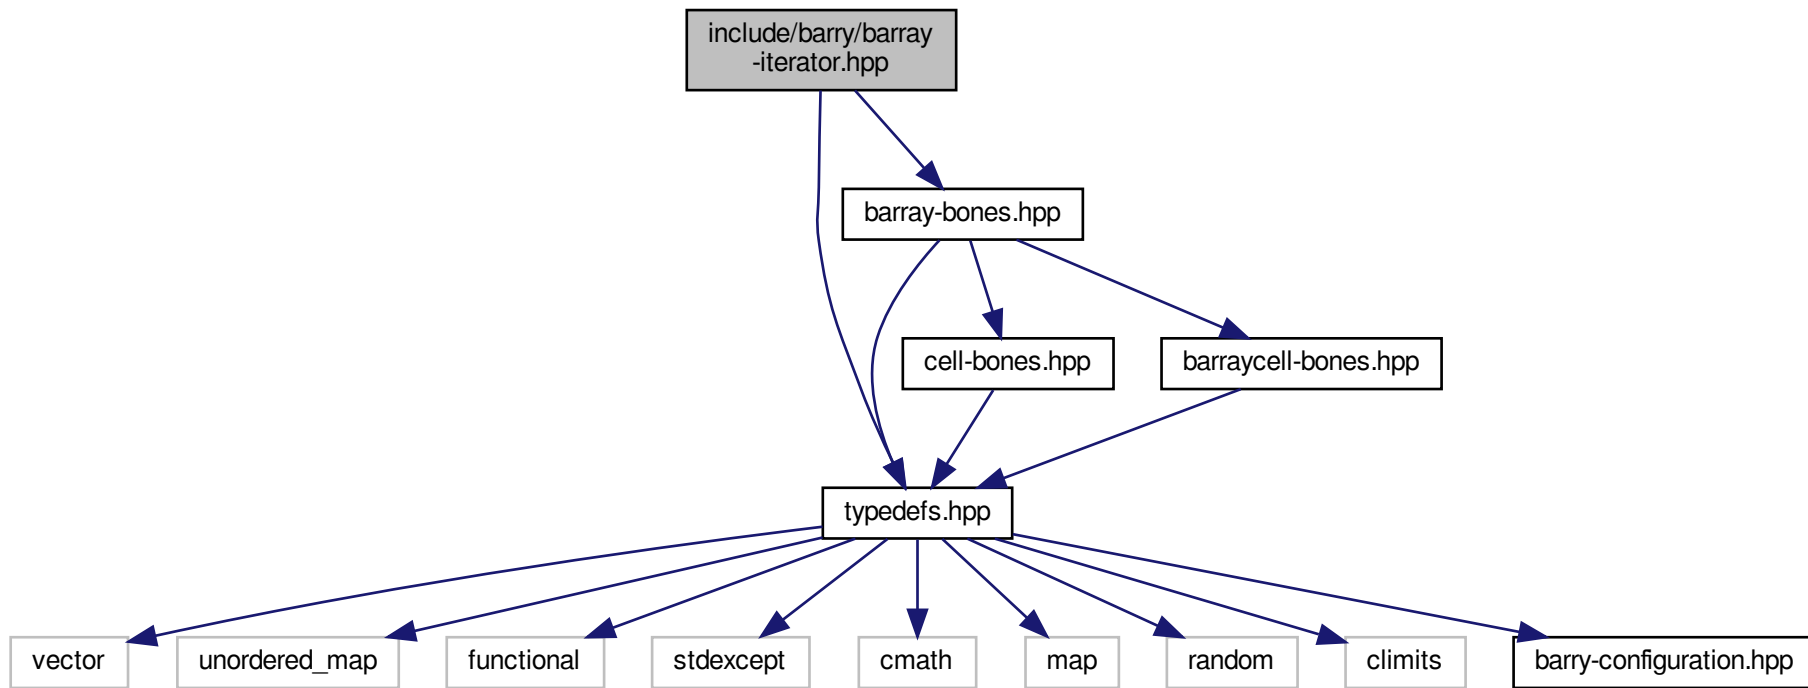 include/barry/barray
-iterator.hpp
barray-bones.hpp
cell-bones.hpp
barraycell-bones.hpp
typedefs.hpp
vector
unordered_map
functional
stdexcept
cmath
map
random
climits
barry-configuration.hpp